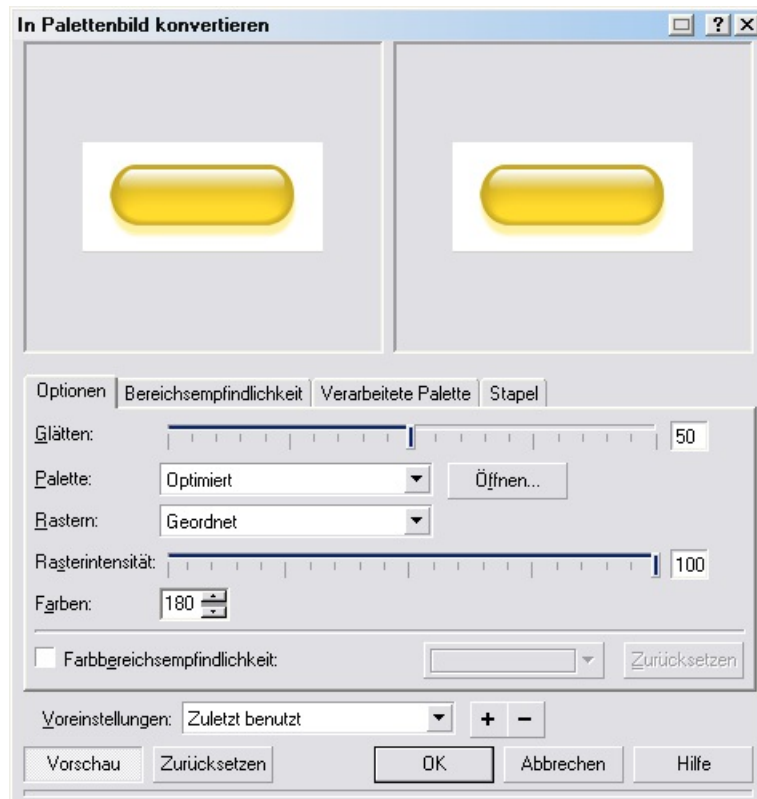 In Palettenbild konvertieren
Optionen Bereichsempfindlichkeit Verarbeitete Palette Stapel
Glätten: 50
Palette: Optimiert Öffnen...
Rastern: Geordnet
Rasterintensität: 100
Farben: 180
Farbbereichsempfindlichkeit: Zurücksetzen
Voreinstellungen: Zuletzt benutzt + −
Vorschau Zurücksetzen OK Abbrechen Hilfe